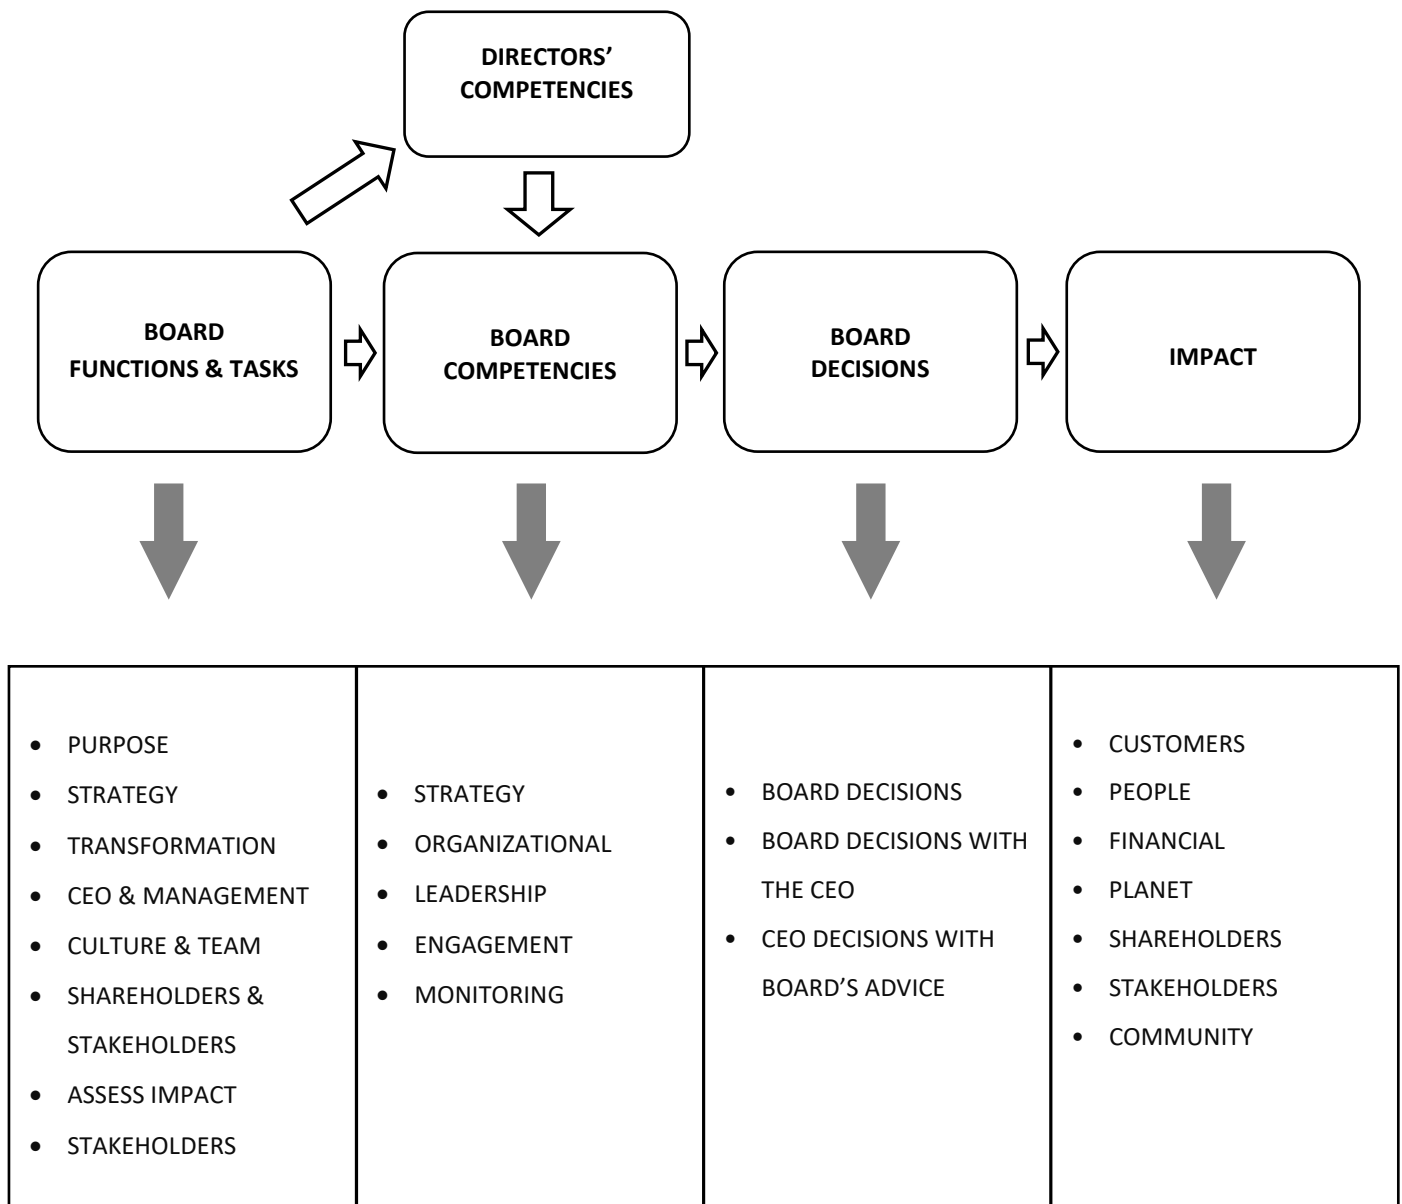 DIRECTORS’
COMPETENCIES
BOARD
FUNCTIONS & TASKS
BOARD
COMPETENCIES
BOARD
DECISIONS
IMPACT
• PURPOSE
• STRATEGY
• TRANSFORMATION
• CEO & MANAGEMENT
• CULTURE & TEAM
• SHAREHOLDERS &
STAKEHOLDERS
• ASSESS IMPACT
• STAKEHOLDERS
• STRATEGY
• ORGANIZATIONAL
• LEADERSHIP
• ENGAGEMENT
• MONITORING
• BOARD DECISIONS
• BOARD DECISIONS WITH
THE CEO
• CEO DECISIONS WITH
BOARD’S ADVICE
• CUSTOMERS
• PEOPLE
• FINANCIAL
• PLANET
• SHAREHOLDERS
• STAKEHOLDERS
• COMMUNITY